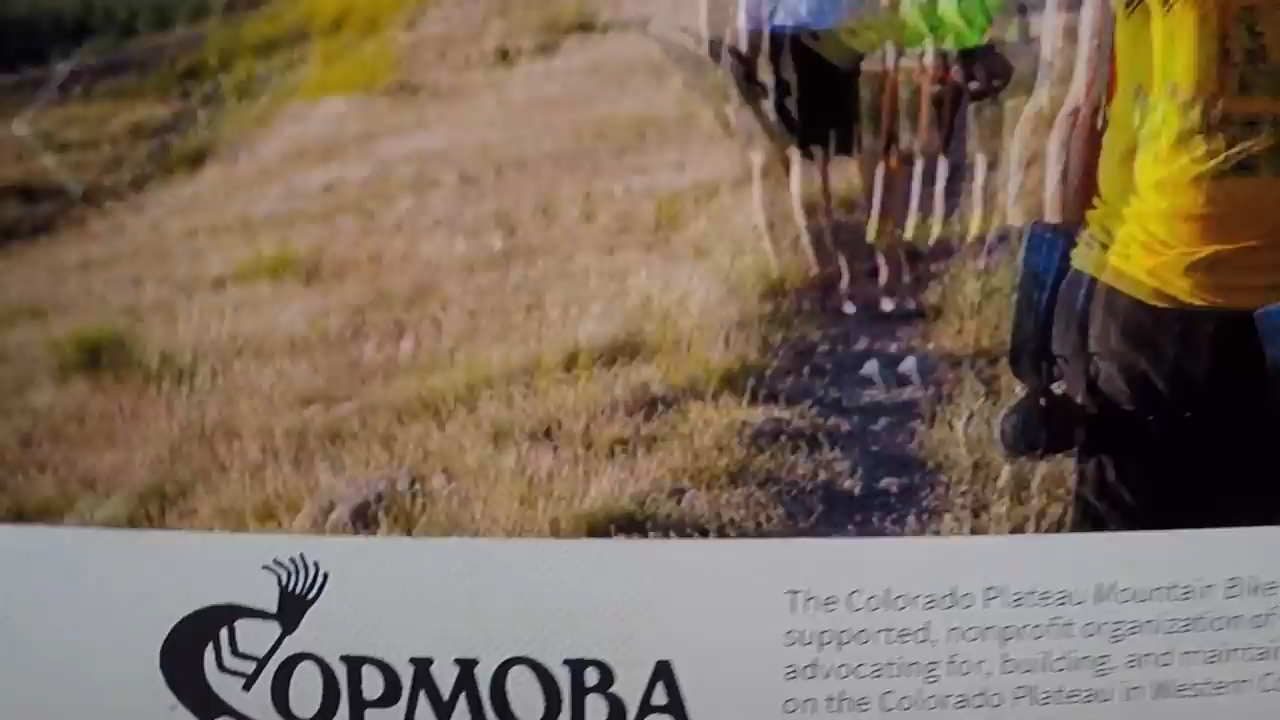 COPMOBA
The Colorado Plateau Mountain Bike
supported, nonprofit organization of
advocating for, building, and
on the Colorado Plateau in Western